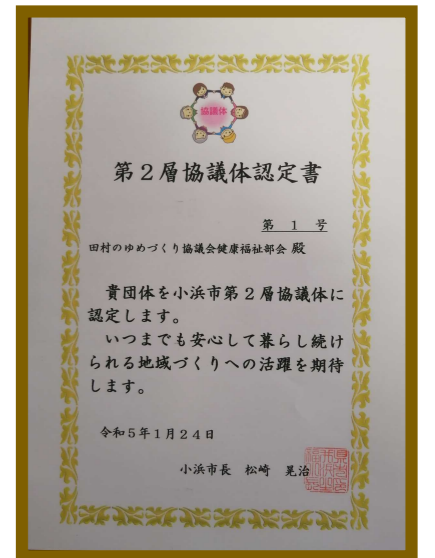 協議体
第２層協議体認定書
第　１　号
田村のゆめづくり協議会健康福祉部会 殿
　貴団体を小浜市第２層協議体に
認定します。
　いつまでも安心して暮らし続け
られる地域づくりへの活躍を期待
します。
令和５年１月２４日
小浜市長　松崎　晃治